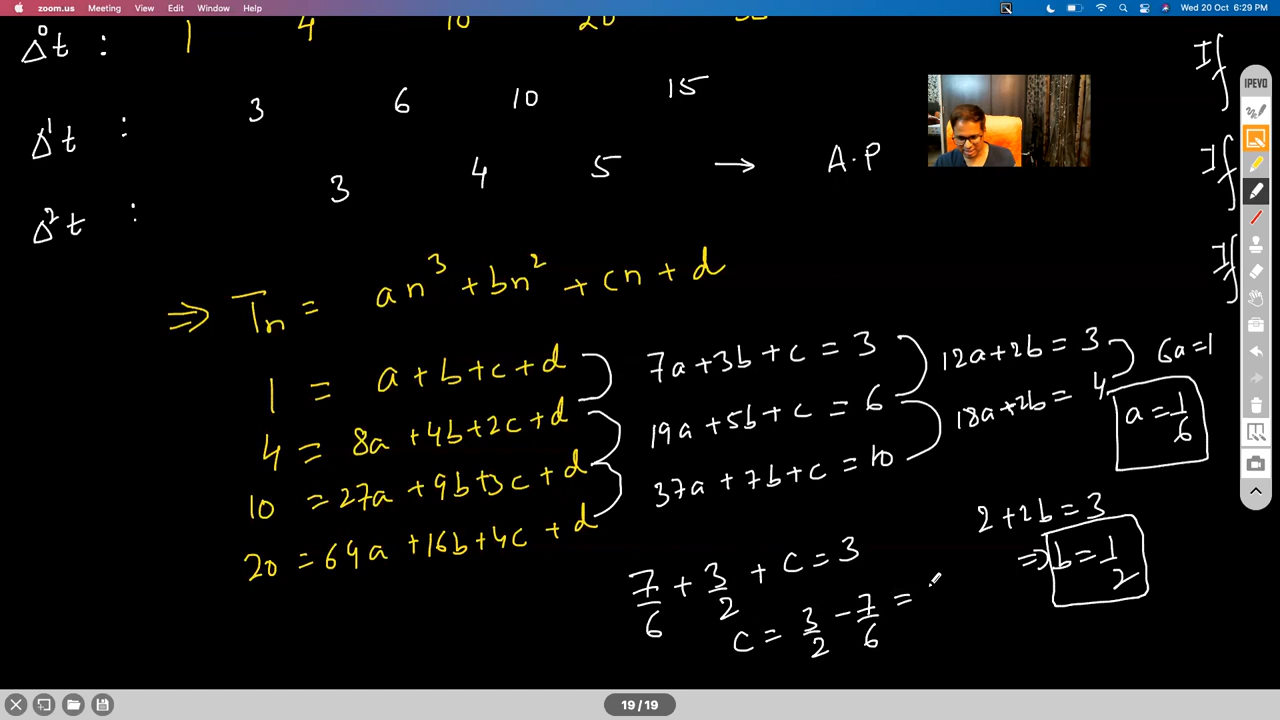 zoom.us Meeting View Edit Window Help Wed 20 Oct 6:29 PM
Δ⁰t : 1 4 10 20
If
IPEVO
Δ¹t : 3 6 10 15
If
Δ²t : 3 4 5 → A.P
If
⇒ Tₙ = an³ + bn² + cn + d
1 = a + b + c + d
7a + 3b + c = 3
12a + 2b = 3
6a = 1
4 = 8a + 4b + 2c + d
19a + 5b + c = 6
18a + 2b = 4
a = 1/6
10 = 27a + 9b + 3c + d
37a + 7b + c = 10
20 = 64a + 16b + 4c + d
2 + 2b = 3
⇒ b = 1/2
7/6 + 3/2 + c = 3
c = 3/2 - 7/6 =
19 / 19